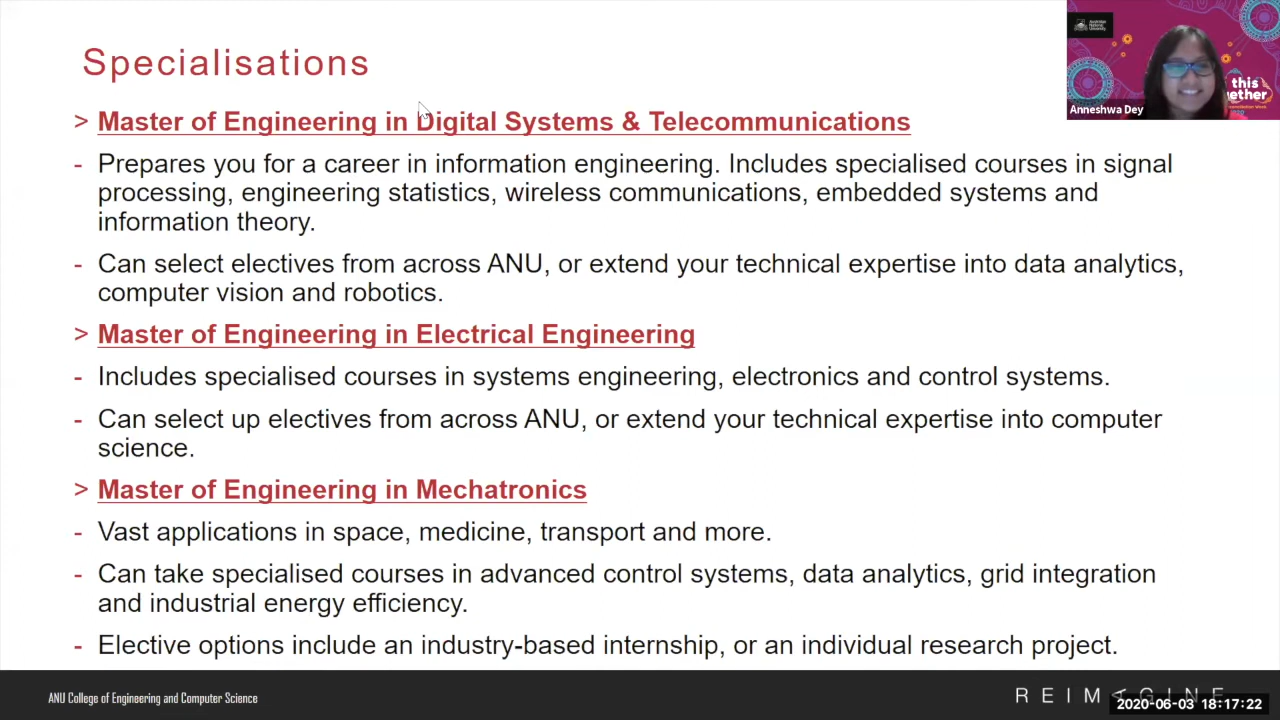 Specialisations
> Master of Engineering in Digital Systems & Telecommunications
- Prepares you for a career in information engineering. Includes specialised courses in signal
processing, engineering statistics, wireless communications, embedded systems and
information theory.
- Can select electives from across ANU, or extend your technical expertise into data analytics,
computer vision and robotics.
> Master of Engineering in Electrical Engineering
- Includes specialised courses in systems engineering, electronics and control systems.
- Can select up electives from across ANU, or extend your technical expertise into computer
science.
> Master of Engineering in Mechatronics
- Vast applications in space, medicine, transport and more.
- Can take specialised courses in advanced control systems, data analytics, grid integration
and industrial energy efficiency.
- Elective options include an industry-based internship, or an individual research project.
Australian
National
University
this
Anneshwa Dey
ANU College of Engineering and Computer Science
REIMAGINE
2020-06-03 18:17:22